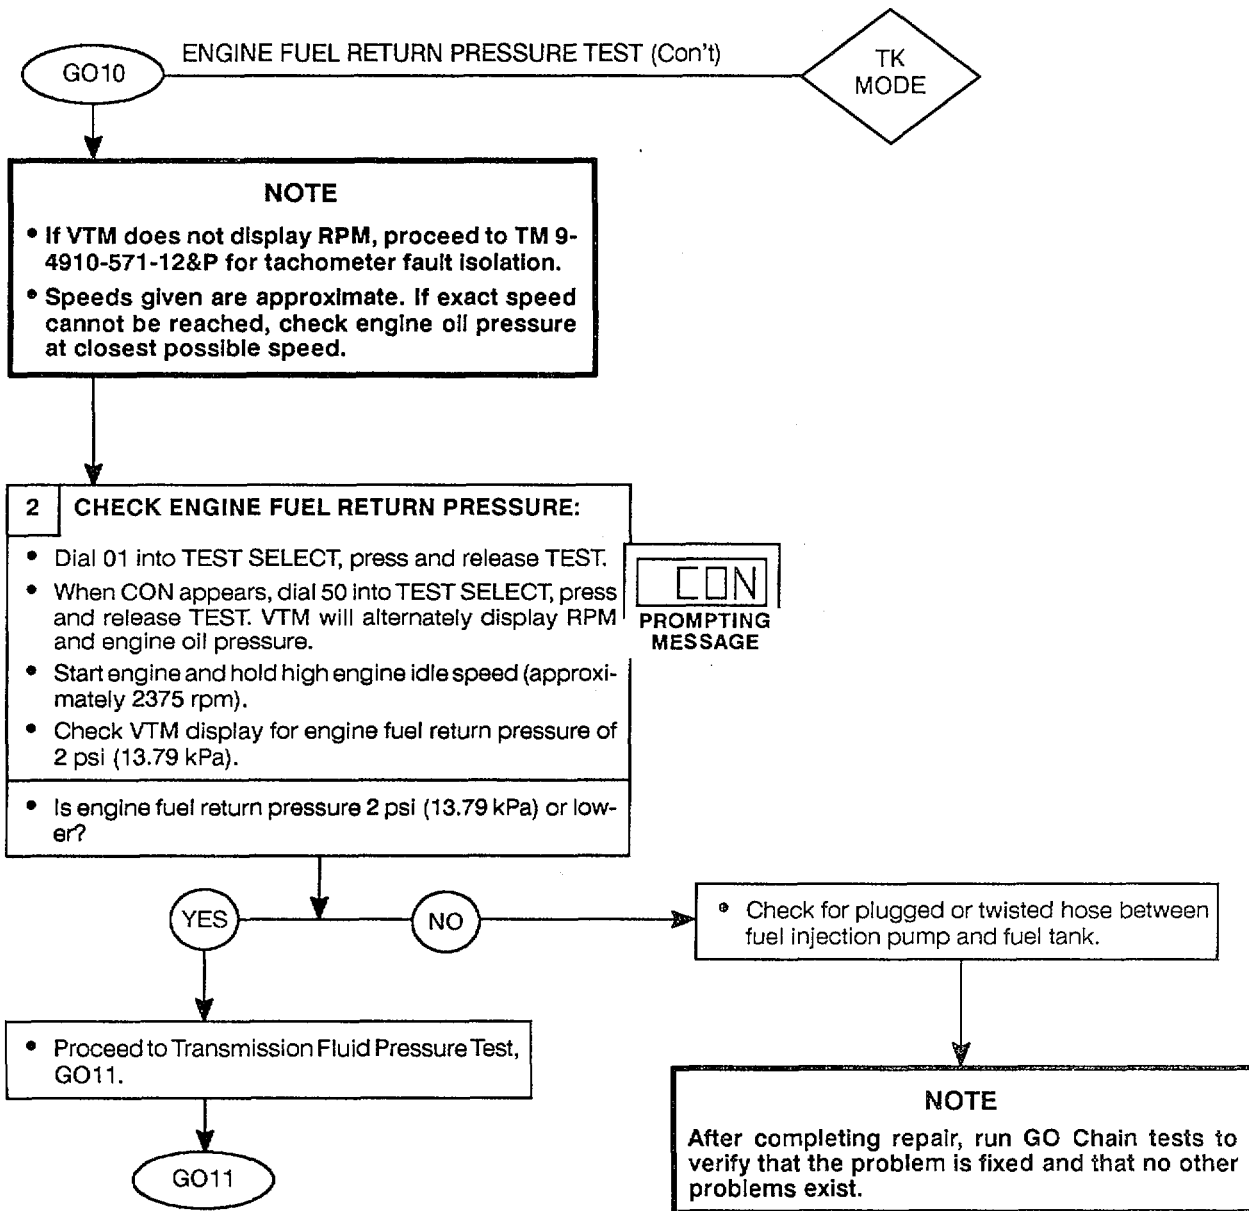 GO10
ENGINE FUEL RETURN PRESSURE TEST (Con't)
TK
MODE
NOTE
• If VTM does not display RPM, proceed to TM 9-
4910-571-12&P for tachometer fault isolation.
• Speeds given are approximate. If exact speed
cannot be reached, check engine oil pressure
at closest possible speed.
2 CHECK ENGINE FUEL RETURN PRESSURE:
• Dial 01 into TEST SELECT, press and release TEST.
• When CON appears, dial 50 into TEST SELECT, press
and release TEST. VTM will alternately display RPM
and engine oil pressure.
• Start engine and hold high engine idle speed (approxi-
mately 2375 rpm).
• Check VTM display for engine fuel return pressure of
2 psi (13.79 kPa).
• Is engine fuel return pressure 2 psi (13.79 kPa) or low-
er?
CON
PROMPTING
MESSAGE
YES
NO
• Check for plugged or twisted hose between
fuel injection pump and fuel tank.
• Proceed to Transmission Fluid Pressure Test,
GO11.
GO11
NOTE
After completing repair, run GO Chain tests to
verify that the problem is fixed and that no other
problems exist.